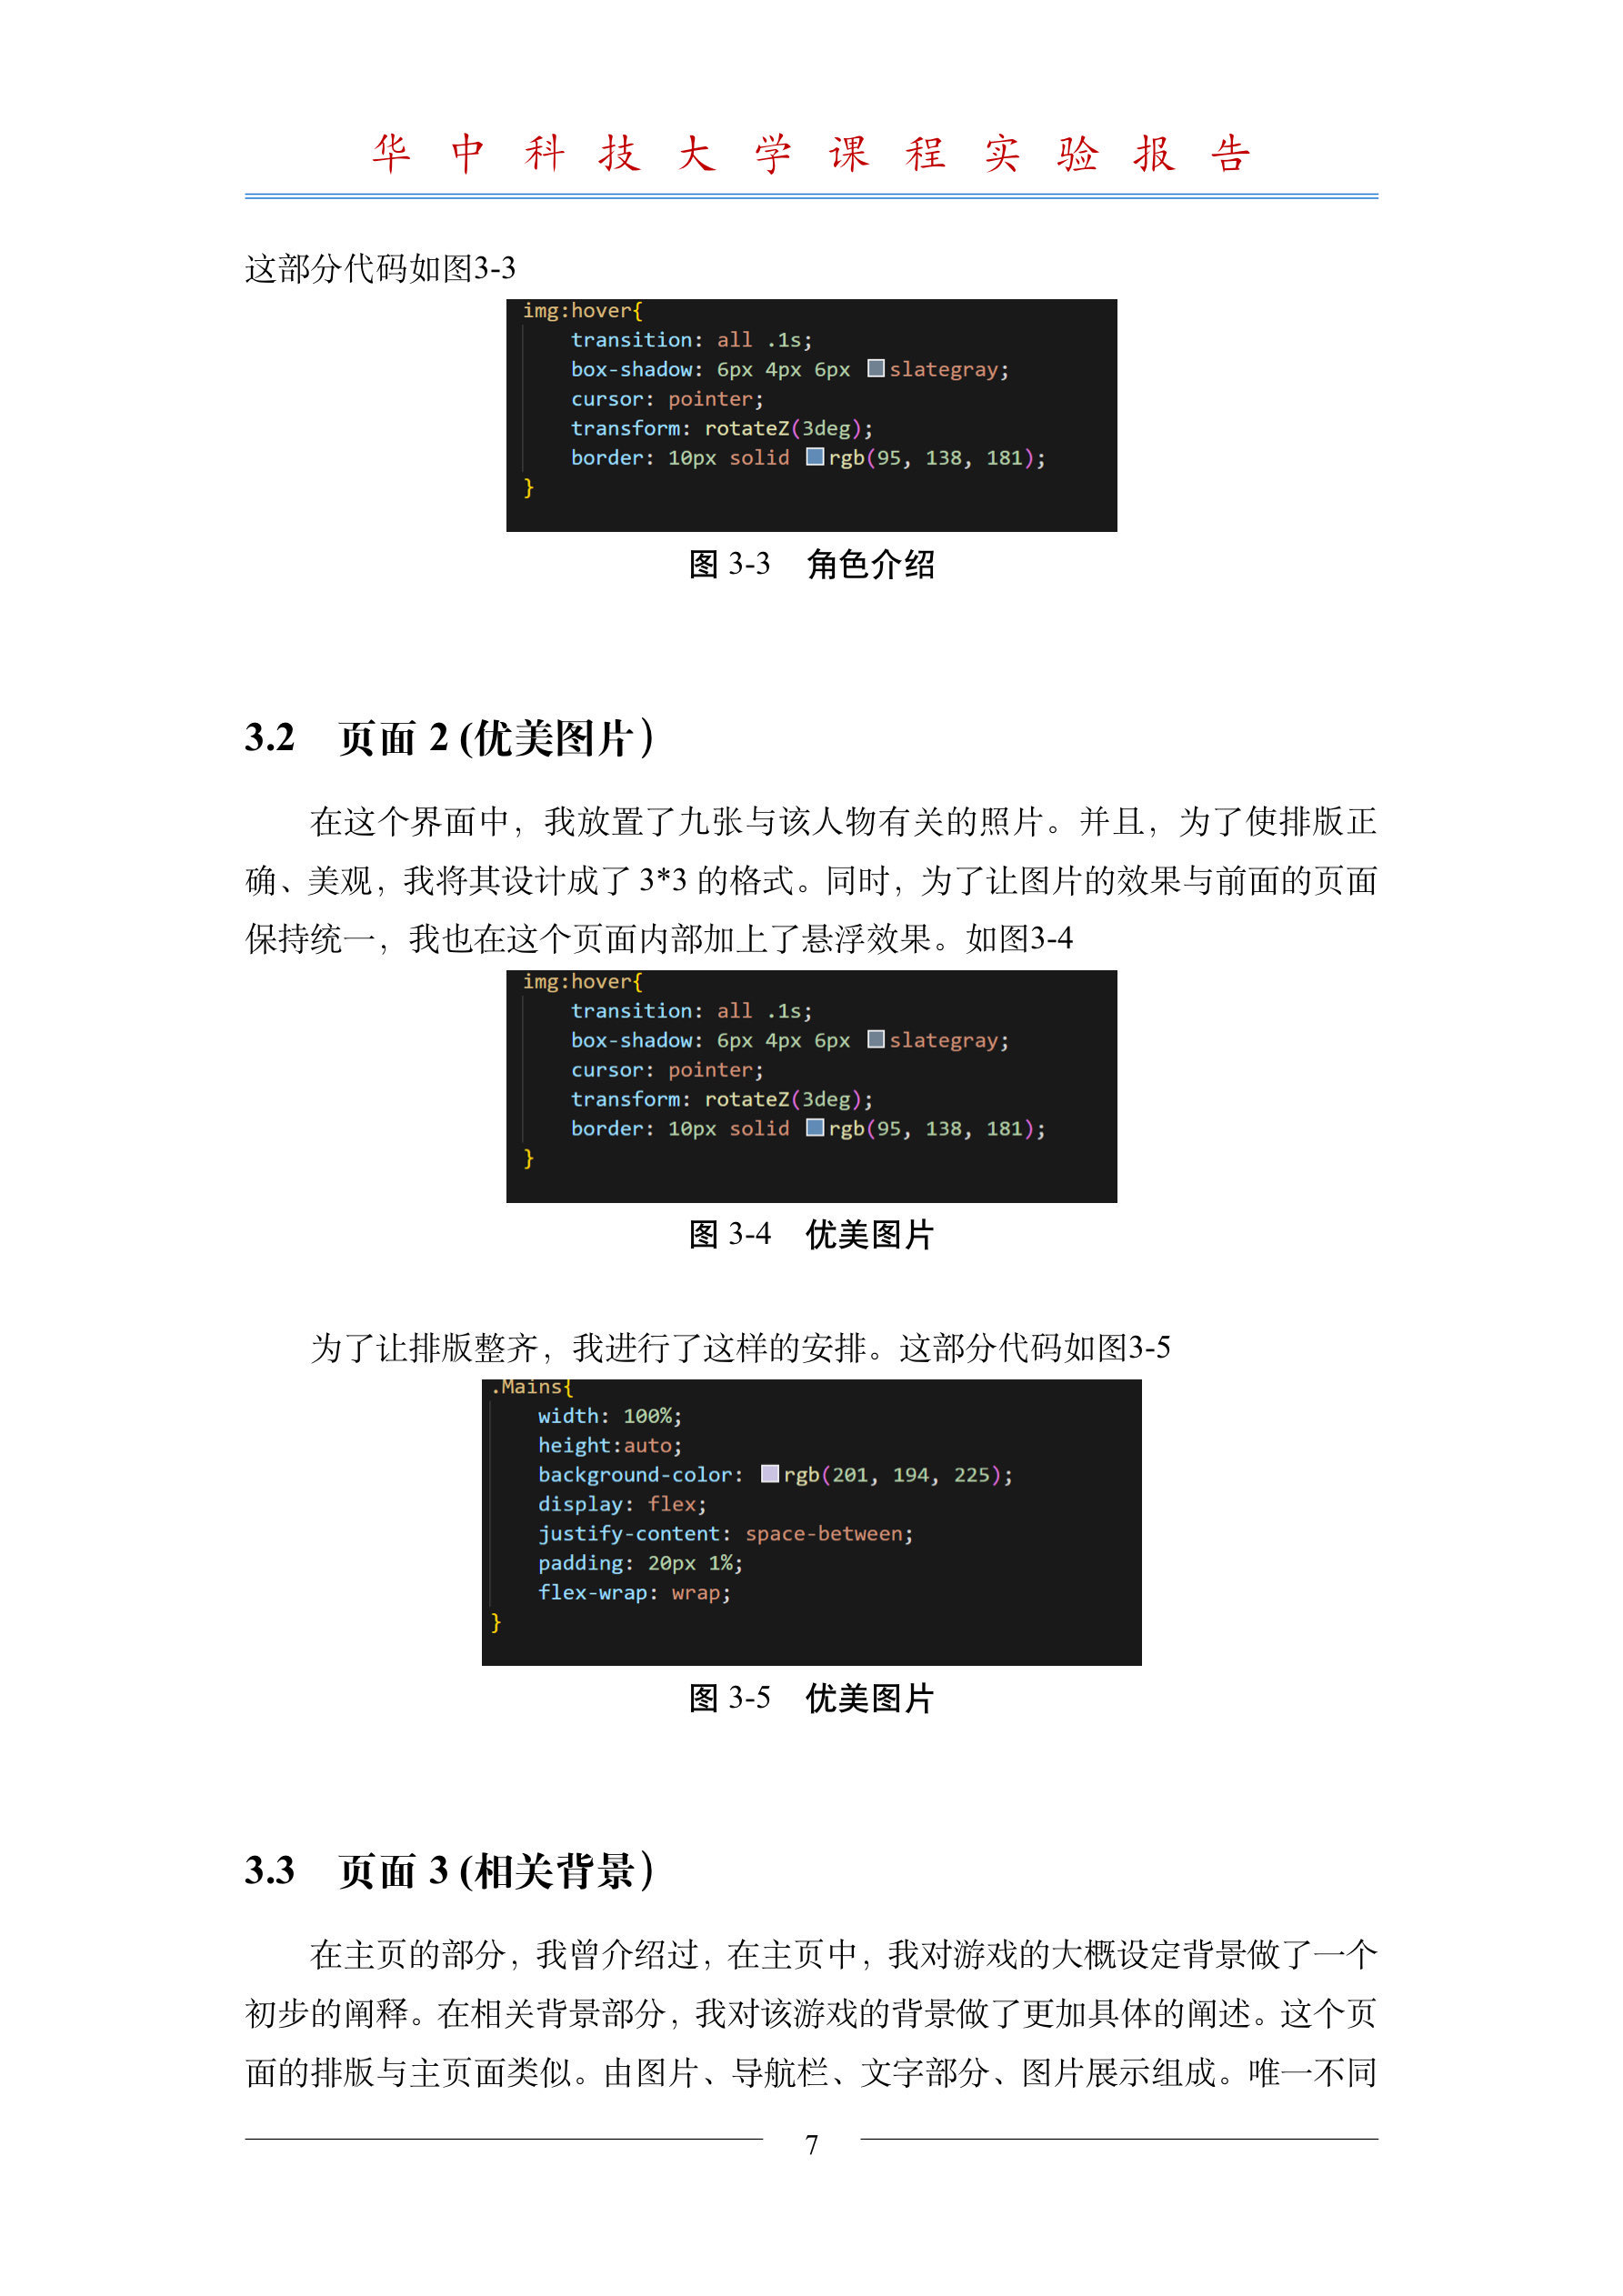 华中科技大学课程实验报告
这部分代码如图3-3
img:hover{
transition: all .1s;
box-shadow: 6px 4px 6px slategray;
cursor: pointer;
transform: rotateZ(3deg);
border: 10px solid rgb(95, 138, 181);
}
图 3-3 角色介绍
3.2 页面 2 (优美图片）
在这个界面中，我放置了九张与该人物有关的照片。并且，为了使排版正
确、美观，我将其设计成了 3*3 的格式。同时，为了让图片的效果与前面的页面
保持统一，我也在这个页面内部加上了悬浮效果。如图3-4
img:hover{
transition: all .1s;
box-shadow: 6px 4px 6px slategray;
cursor: pointer;
transform: rotateZ(3deg);
border: 10px solid rgb(95, 138, 181);
}
图 3-4 优美图片
为了让排版整齐，我进行了这样的安排。这部分代码如图3-5
.Mains{
width: 100%;
height:auto;
background-color: rgb(201, 194, 225);
display: flex;
justify-content: space-between;
padding: 20px 1%;
flex-wrap: wrap;
}
图 3-5 优美图片
3.3 页面 3 (相关背景）
在主页的部分，我曾介绍过，在主页中，我对游戏的大概设定背景做了一个
初步的阐释。在相关背景部分，我对该游戏的背景做了更加具体的阐述。这个页
面的排版与主页面类似。由图片、导航栏、文字部分、图片展示组成。唯一不同
7